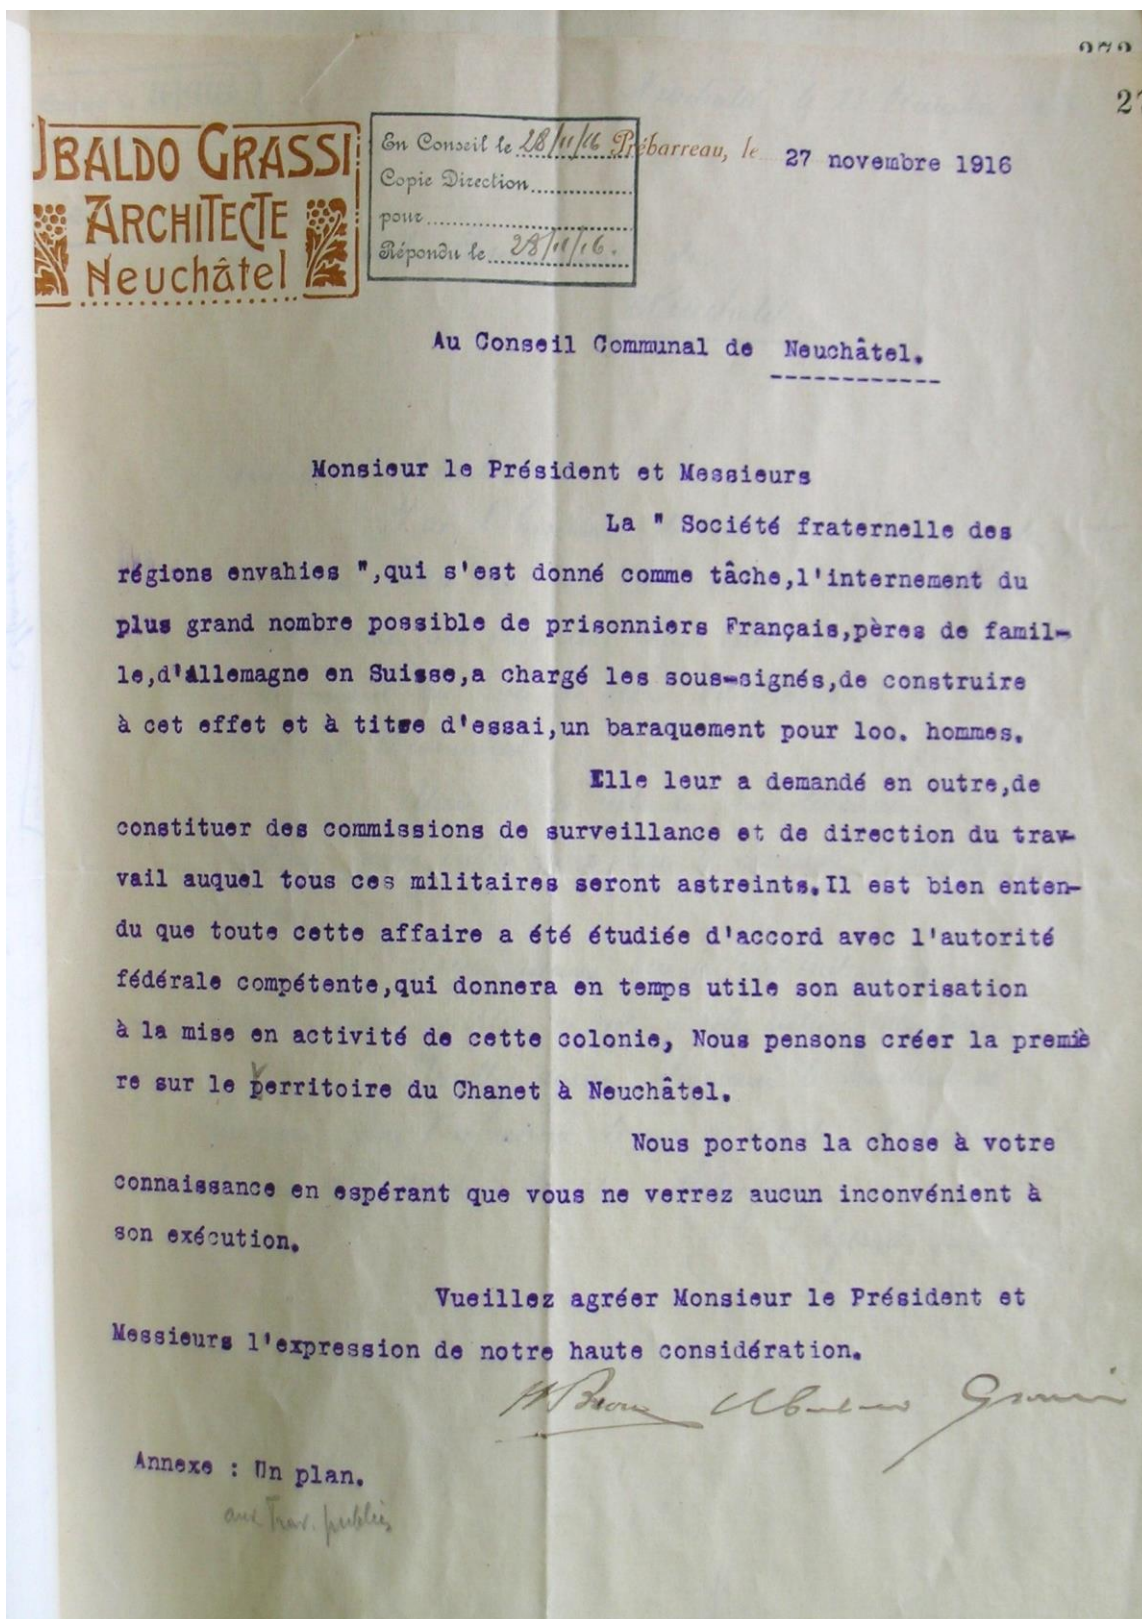 272
27
UBALDO GRASSI
ARCHITECTE
Neuchâtel
En Conseil le 28/11/16
Copie Direction
pour
Répondu le 28/11/16.
Prébarreau, le 27 novembre 1916
Au Conseil Communal de Neuchâtel.
Monsieur le Président et Messieurs
La " Société fraternelle des
régions envahies ",qui s'est donné comme tâche,l'internement du
plus grand nombre possible de prisonniers Français,pères de famil-
le,d'Allemagne en Suisse,a chargé les sous-signés,de construire
à cet effet et à titre d'essai,un baraquement pour loo. hommes.
Elle leur a demandé en outre,de
constituer des commissions de surveillance et de direction du trav-
vail auquel tous ces militaires seront astreints.Il est bien enten-
du que toute cette affaire a été étudiée d'accord avec l'autorité
fédérale compétente,qui donnera en temps utile son autorisation
à la mise en activité de cette colonie, Nous pensons créer la premiè
re sur le territoire du Chanet à Neuchâtel.
Nous portons la chose à votre
connaissance en espérant que vous ne verrez aucun inconvénient à
son exécution.
Vueillez agréer Monsieur le Président et
Messieurs l'expression de notre haute considération.
Ubaldo Grassi
Annexe : Un plan.
aux Trav. publics